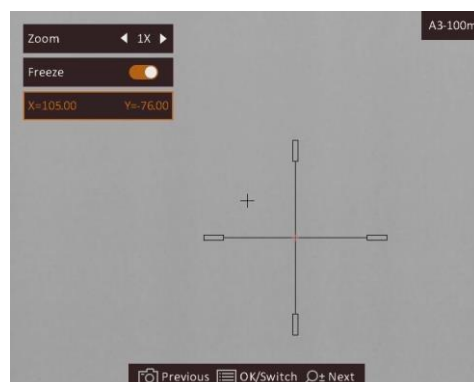 Zoom ◀ 1X ▶
A3-100m
Freeze
X=105.00 Y=-76.00
Previous OK/Switch Next